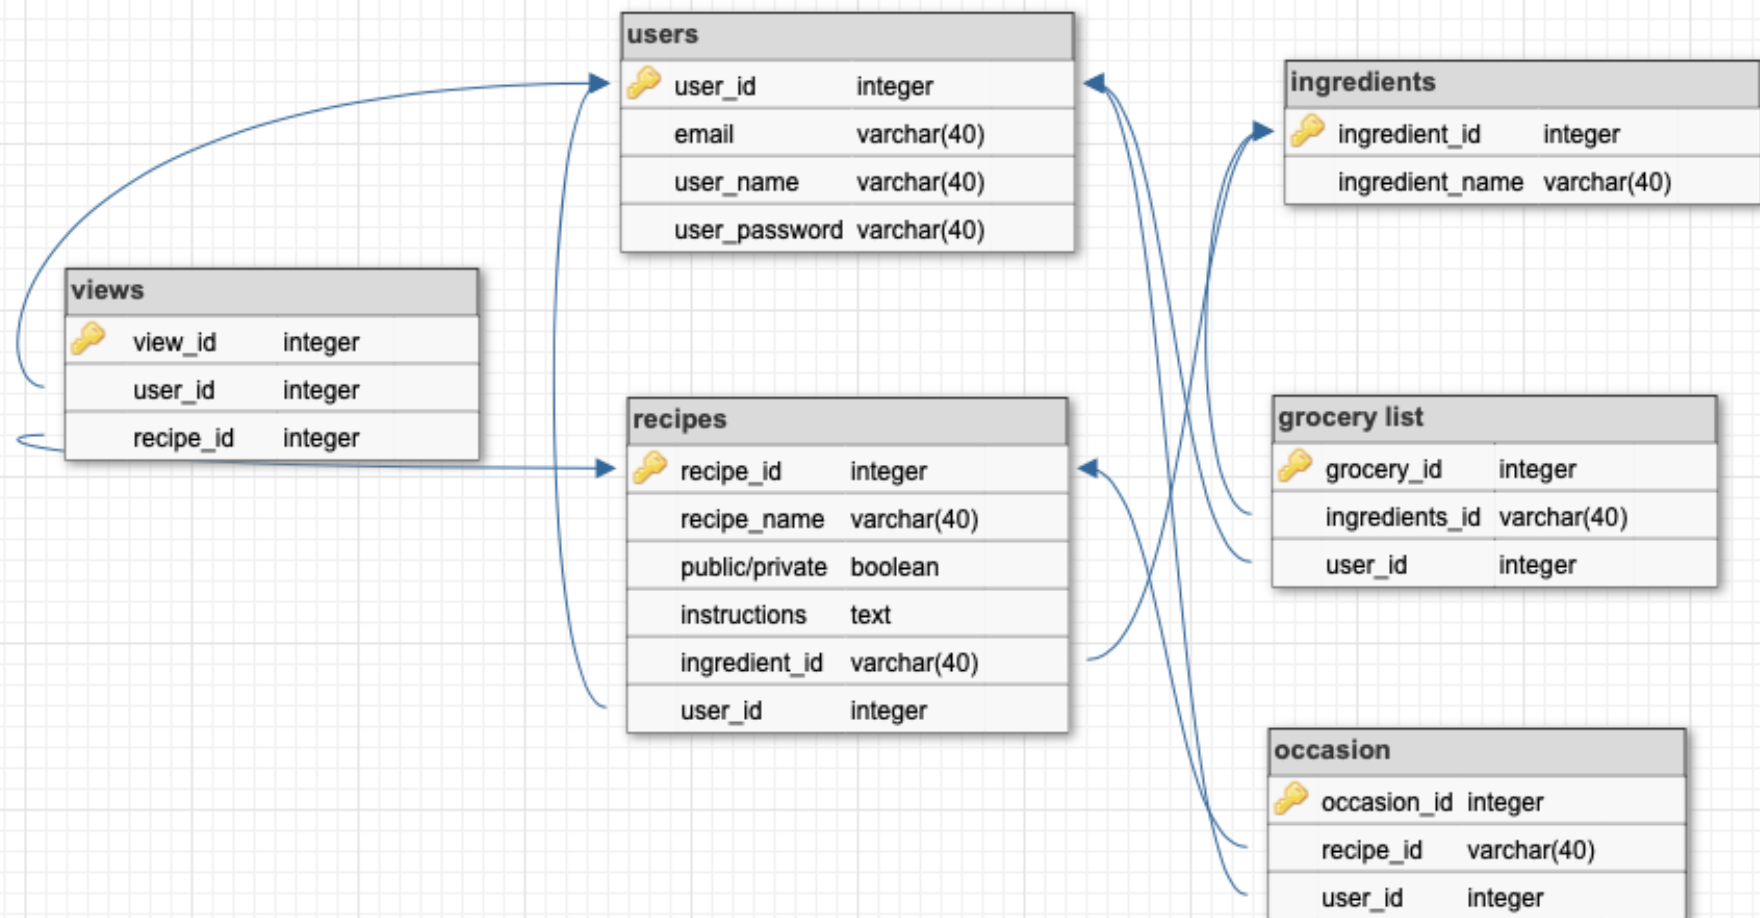 users
user_id integer
email varchar(40)
user_name varchar(40)
user_password varchar(40)
ingredients
ingredient_id integer
ingredient_name varchar(40)
views
view_id integer
user_id integer
recipe_id integer
recipes
recipe_id integer
recipe_name varchar(40)
public/private boolean
instructions text
ingredient_id varchar(40)
user_id integer
grocery list
grocery_id integer
ingredients_id varchar(40)
user_id integer
occasion
occasion_id integer
recipe_id varchar(40)
user_id integer